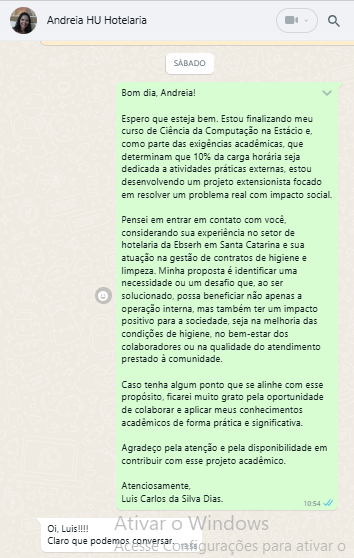 Andreia HU Hotelaria
SÁBADO
Bom dia, Andreia!
Espero que esteja bem. Estou finalizando meu
curso de Ciência da Computação na Estácio e,
como parte das exigências acadêmicas, que
determinam que 10% da carga horária seja
dedicada a atividades práticas externas, estou
desenvolvendo um projeto extensionista focado
em resolver um problema real com impacto social.
Pensei em entrar em contato com você,
considerando sua experiência no setor de
hotelaria da Ebserh em Santa Catarina e sua
atuação na gestão de contratos de higiene e
limpeza. Minha proposta é identificar uma
necessidade ou um desafio que, ao ser
solucionado, possa beneficiar não apenas a
operação interna, mas também ter um impacto
positivo para a sociedade, seja na melhoria das
condições de higiene, no bem-estar dos
colaboradores ou na qualidade do atendimento
prestado à comunidade.
Caso tenha algum ponto que se alinhe com esse
propósito, ficarei muito grato pela oportunidade
de colaborar e aplicar meus conhecimentos
acadêmicos de forma prática e significativa.
Agradeço pela atenção e pela disponibilidade em
contribuir com esse projeto acadêmico.
Atenciosamente,
Luis Carlos da Silva Dias.
10:54
Oi, Luis!!!!
Claro que podemos conversar.
Ativar o Windows
Acesse Configurações para ativar o